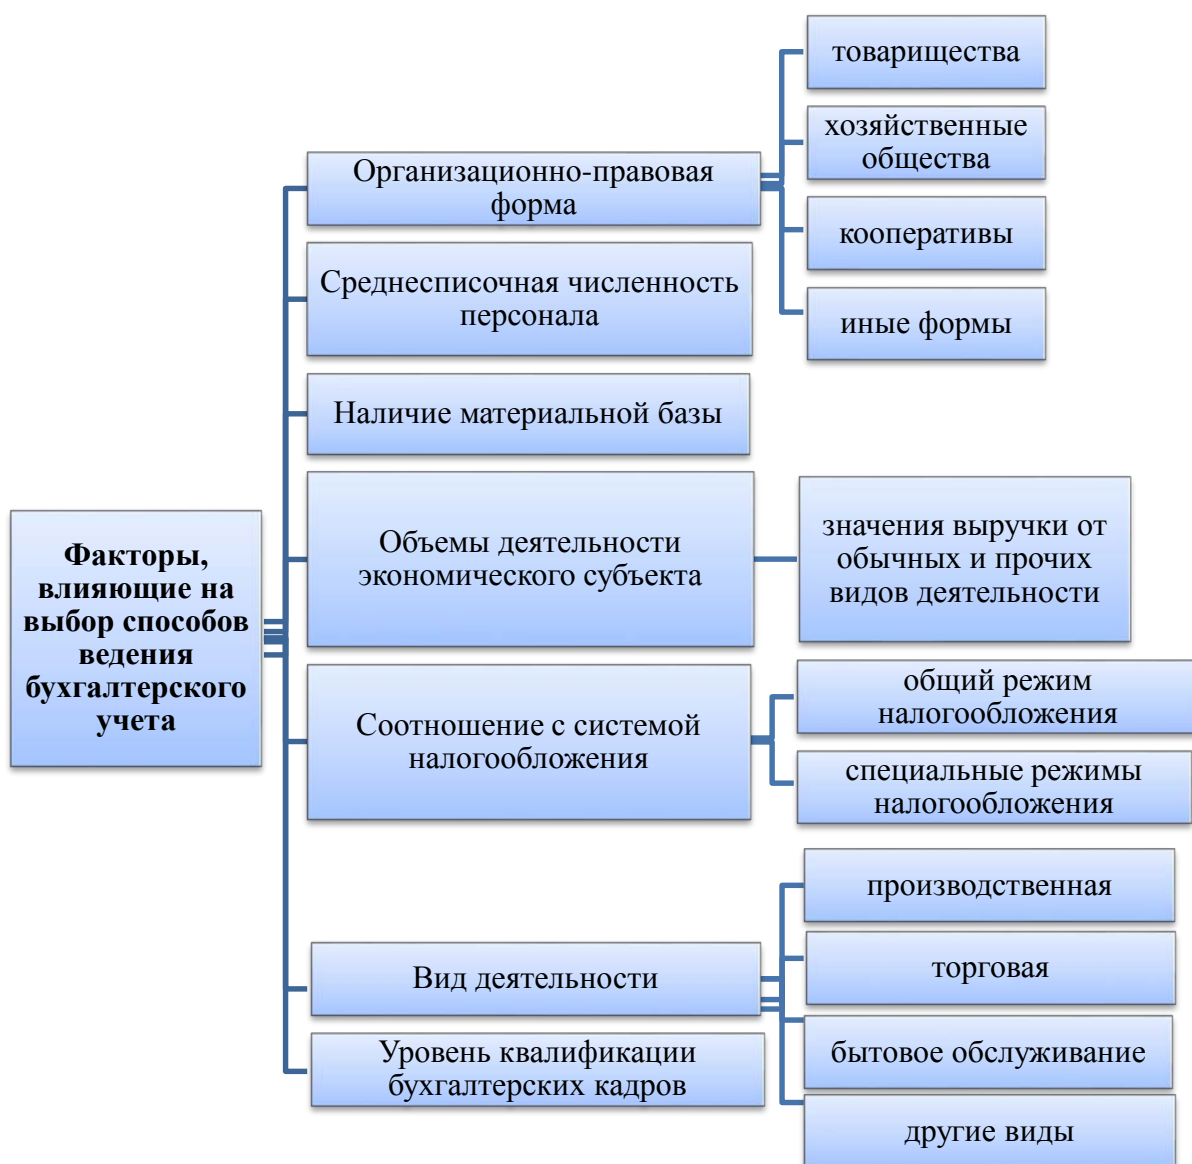 Факторы,
влияющие на
выбор способов
ведения
бухгалтерского
учета
Организационно-правовая
форма
товарищества
хозяйственные
общества
кооперативы
иные формы
Среднесписочная численность
персонала
Наличие материальной базы
Объемы деятельности
экономического субъекта
значения выручки от
обычных и прочих
видов деятельности
Соотношение с системой
налогообложения
общий режим
налогообложения
специальные режимы
налогообложения
Вид деятельности
производственная
торговая
бытовое обслуживание
другие виды
Уровень квалификации
бухгалтерских кадров